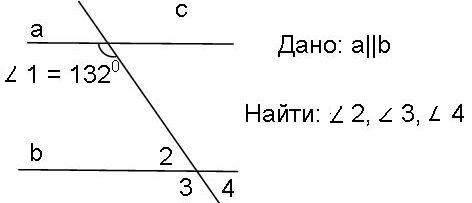 c
a
Дано: a||b
∠ 1 = 132⁰
Найти: ∠ 2, ∠ 3, ∠ 4
b
2
3
4